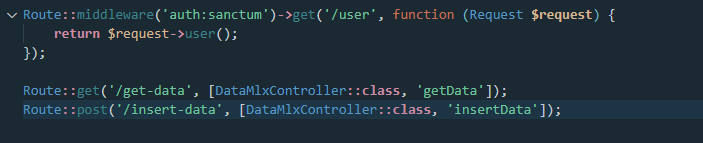 Route::middleware('auth:sanctum')->get('/user', function (Request $request) {
    return $request->user();
});

Route::get('/get-data', [DataMlxController::class, 'getData']);
Route::post('/insert-data', [DataMlxController::class, 'insertData']);